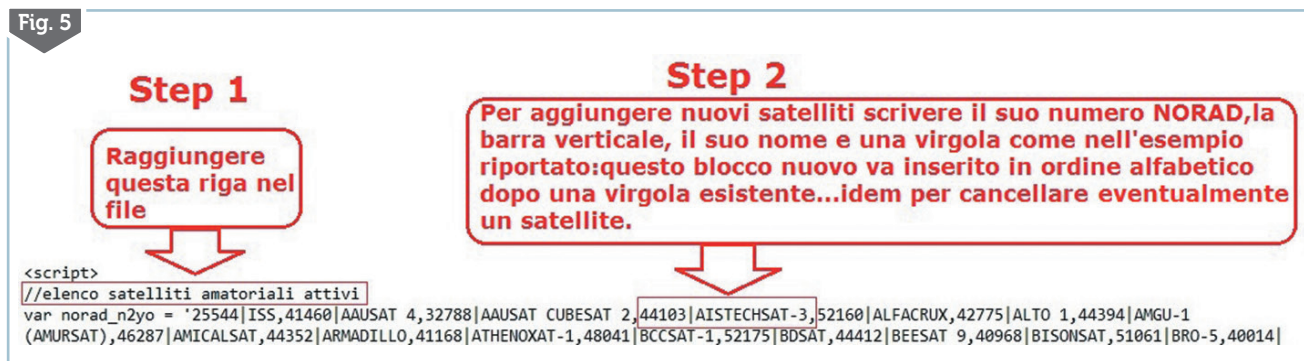 Fig. 5
Step 1
Raggiungere
questa riga nel
file
Step 2
Per aggiungere nuovi satelliti scrivere il suo numero NORAD,la
barra verticale, il suo nome e una virgola come nell'esempio
riportato:questo blocco nuovo va inserito in ordine alfabetico
dopo una virgola esistente...idem per cancellare eventualmente
un satellite.
<script>
//elenco satelliti amatoriali attivi
var norad_n2yo = '25544|ISS,41460|AAUSAT 4,32788|AAUSAT CUBESAT 2,44103|AISTECHSAT-3,52160|ALFACRUX,42775|ALTO 1,44394|AMGU-1
(AMURSAT),46287|AMICALSAT,44352|ARMADILLO,41168|ATHENOXAT-1,48041|BCCSAT-1,52175|BDSAT,44412|BEESAT 9,40968|BISONSAT,51061|BRO-5,40014|